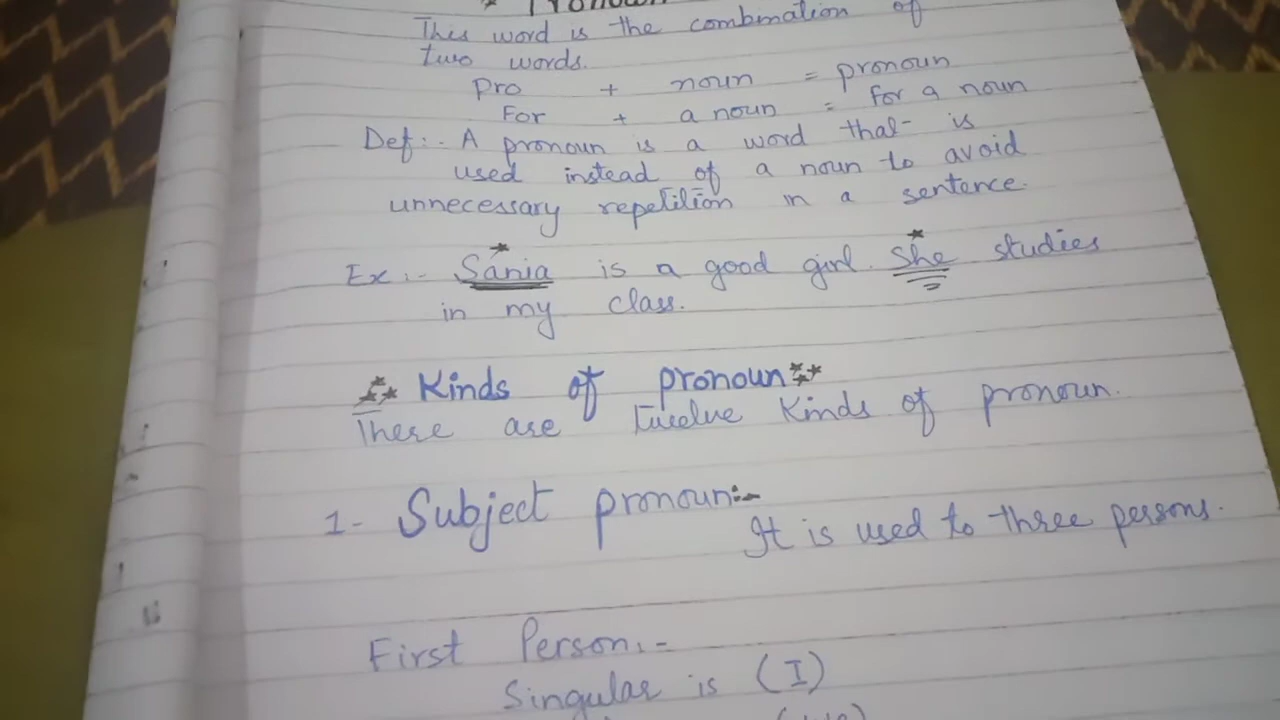 Pronoun
This word is the combination of
two words.
Pro + noun = pronoun
For + a noun = for a noun
Def:- A pronoun is a word that is
used instead of a noun to avoid
unnecessary repetition in a sentence.
Ex:- Sania is a good girl. She studies
in my class.
Kinds of pronoun
There are twelve Kinds of pronoun.
1- Subject pronoun:-
It is used to three persons.
First Person:-
Singular is (I)